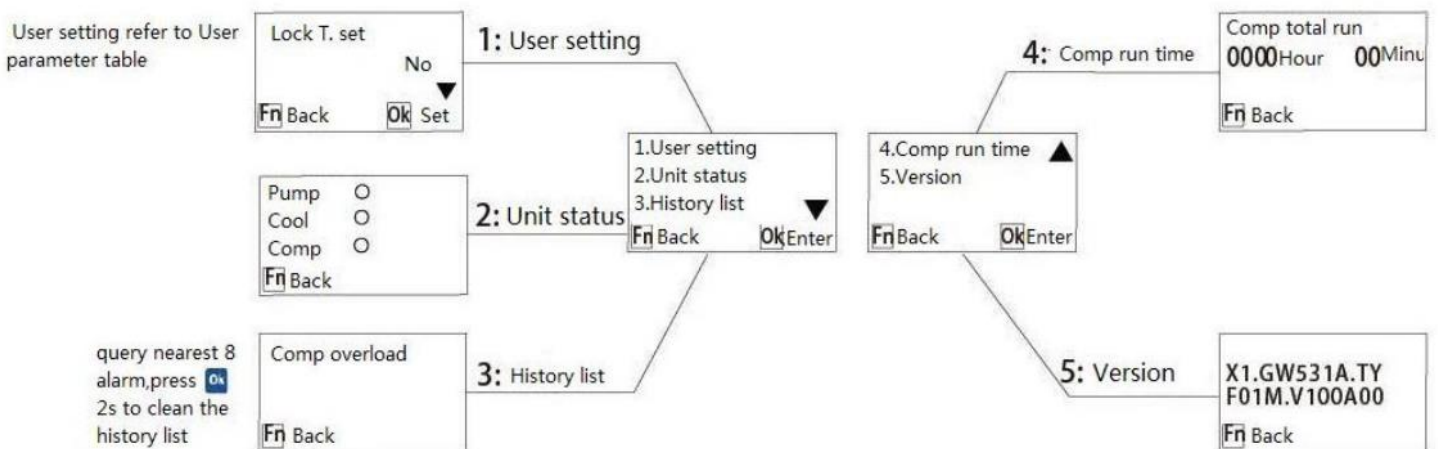 User setting refer to User
parameter table
Lock T. set
No
▼
Fn Back Ok Set
1: User setting
Pump O
Cool O
Comp O
Fn Back
2: Unit status
query nearest 8
alarm,press Ok
2s to clean the
history list
Comp overload
Fn Back
3: History list
1.User setting
2.Unit status
3.History list ▼
Fn Back Ok Enter
4.Comp run time ▲
5.Version
Fn Back Ok Enter
4: Comp run time
Comp total run
0000Hour 00Minu
Fn Back
5: Version
X1.GW531A.TY
F01M.V100A00
Fn Back